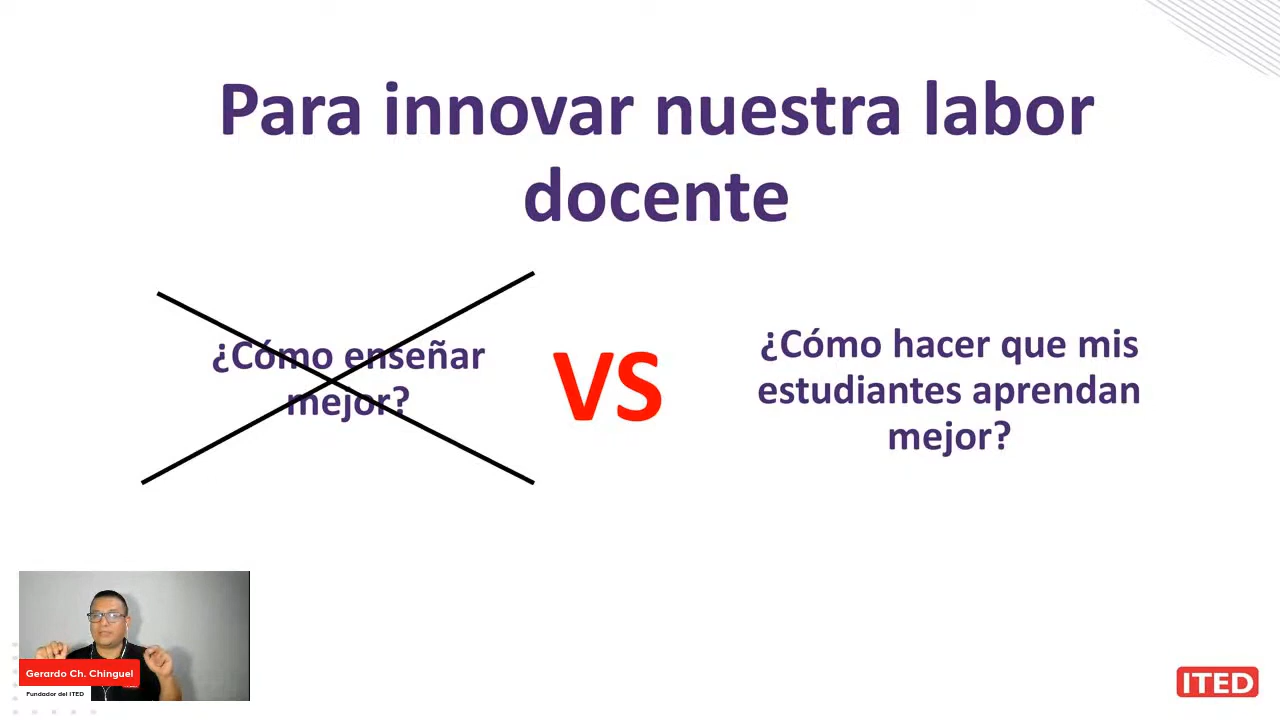 Para innovar nuestra labor
docente
¿Cómo enseñar
mejor?
VS
¿Cómo hacer que mis
estudiantes aprendan
mejor?
Gerardo Ch. Chinguel
Fundador del ITED
ITED